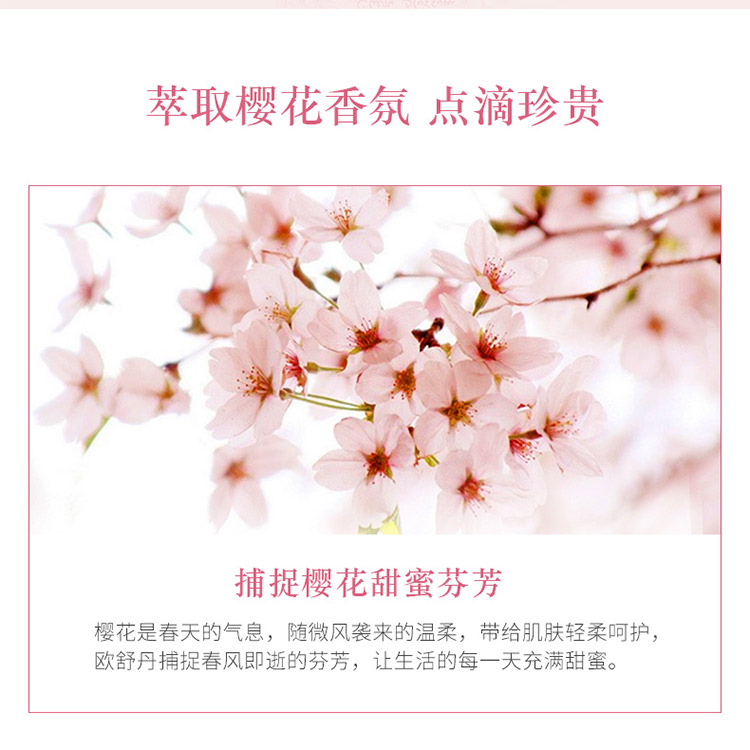 萃取樱花香氛 点滴珍贵
捕捉樱花甜蜜芬芳
樱花是春天的气息，随微风袭来的温柔，带给肌肤轻柔呵护，
欧舒丹捕捉春风即逝的芬芳，让生活的每一天充满甜蜜。